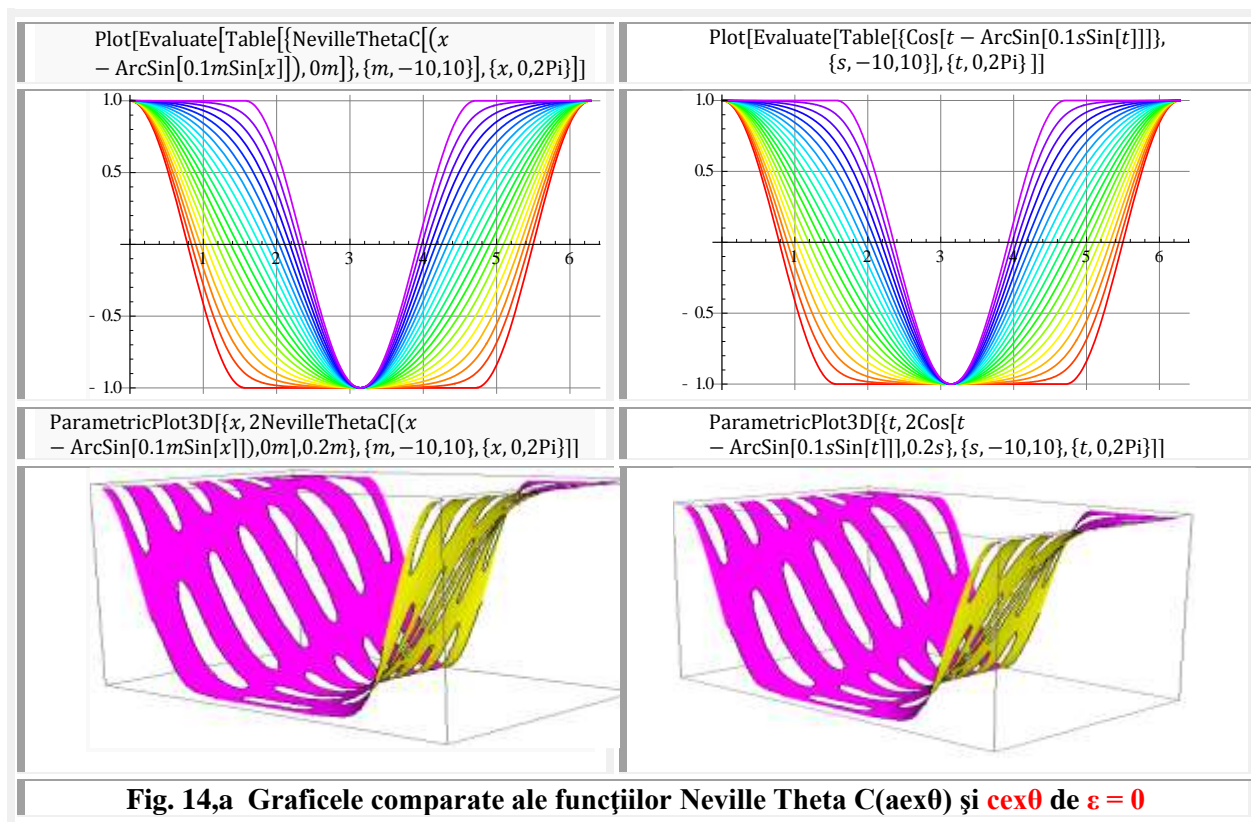 Plot[Evaluate[Table[{NevilleThetaC[(x
− ArcSin[0.1mSin[x]]), 0m]}, {m, −10,10}], {x, 0,2Pi}]]
Plot[Evaluate[Table[{Cos[t − ArcSin[0.1sSin[t]]]},
{s, −10,10}], {t, 0,2Pi} ]]
1.0
0.5
- 0.5
- 1.0
1 2 3 4 5 6
1.0
0.5
- 0.5
- 1.0
1 2 3 4 5 6
ParametricPlot3D[{x, 2NevilleThetaC[(x
− ArcSin[0.1mSin[x]]),0m],0.2m}, {m, −10,10}, {x, 0,2Pi}]]
ParametricPlot3D[{t, 2Cos[t
− ArcSin[0.1sSin[t]]],0.2s}, {s, −10,10}, {t, 0,2Pi}]]
Fig. 14,a Graficele comparate ale funcţiilor Neville Theta C(aexθ) şi cexθ de ε = 0